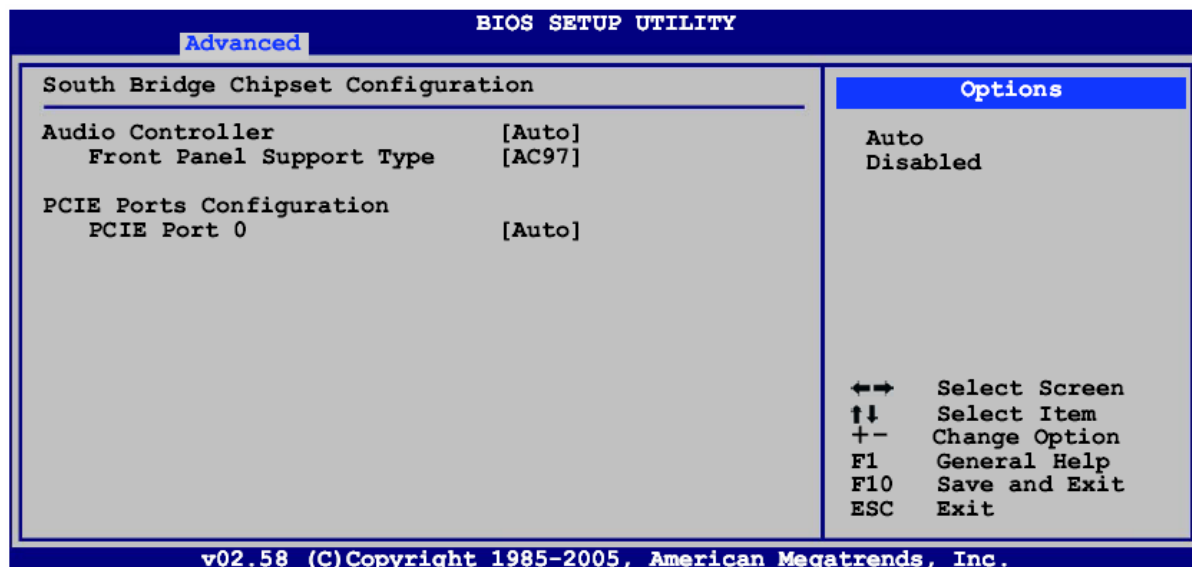 BIOS SETUP UTILITY
Advanced
South Bridge Chipset Configuration
Audio Controller [Auto]
Front Panel Support Type [AC97]
PCIE Ports Configuration
PCIE Port 0 [Auto]
Options
Auto
Disabled
←→ Select Screen
↑↓ Select Item
+- Change Option
F1 General Help
F10 Save and Exit
ESC Exit
v02.58 (C)Copyright 1985-2005, American Megatrends, Inc.